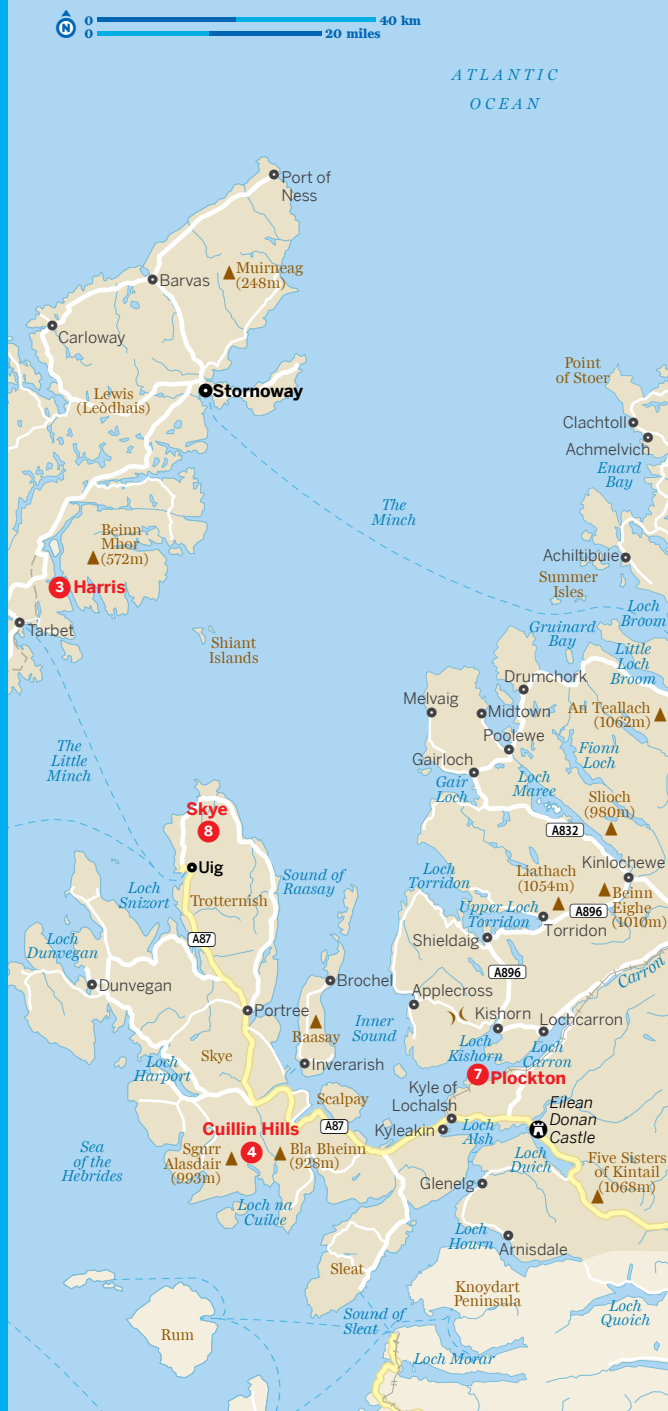 N
0 40 km
0 20 miles
ATLANTIC
OCEAN
Port of
Ness
Muirneag
(248m)
Barvas
Carloway
Lewis
(Leòdhais)
Stornoway
Point
of Stoer
Clachtoll
Achmelvich
Enard
Bay
The
Minch
Beinn
Mhor
(572m)
Achiltibuie
Summer
Isles
3 Harris
Loch
Broom
Tarbet
Shiant
Islands
Gruinard
Bay
Little
Loch
Broom
Drumchork
Melvaig
Midtown
An Teallach
(1062m)
Poolewe
The
Little
Minch
Gairloch
Fionn
Loch
Gair
Loch
Loch
Maree
Slioch
(980m)
Skye
8
A832
Uig
Kinlochewe
Sound of
Raasay
Loch
Torridon
Liathach
(1054m)
Loch
Snizort
Trotternish
Beinn
Eighe
(1010m)
Upper Loch
Torridon
A896
Torridon
A87
Shieldaig
Loch
Dunvegan
A896
Carron
Dunvegan
Brochel
Applecross
Portree
Kishorn
Lochcarron
Raasay
Inner
Sound
Loch
Kishorn
Loch
Carron
Skye
Inverarish
Loch
Harport
7 Plockton
Kyle of
Lochalsh
Scalpay
Eilean
Donan
Castle
Cuillin Hills
4
A87
Kyleakin
Loch
Alsh
Sea
of the
Hebrides
Sgurr
Alasdair
(993m)
Bla Bheinn
(928m)
Loch
Duich
Five Sisters
of Kintail
(1068m)
Glenelg
Loch na
Cuilce
Loch
Hourn
Arnisdale
Sleat
Knoydart
Peninsula
Sound of
Sleat
Loch
Quoich
Rum
Loch Morar